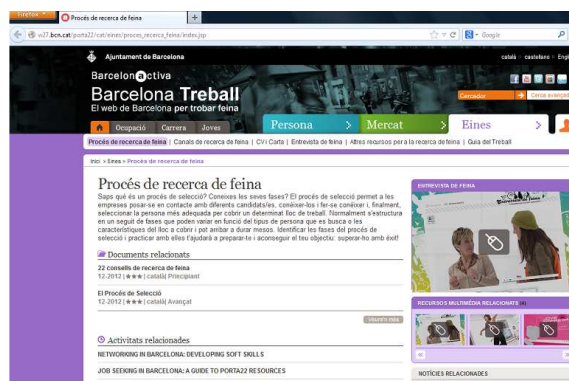 Firefox
Procés de recerca de feina
+
w27.bcn.cat/porta22/cat/eines/proces_recerca_feina/index.jsp
Google
Ajuntament de Barcelona
català castellano Engl
Barcelonactiva
Barcelona Treball
El web de Barcelona per trobar feina
Cercador
Cerca avançad
Ocupació Carrera Joves
Persona > Mercat > Eines >
Procés de recerca de feina | Canals de recerca de feina | CV i Carta | Entrevista de feina | Altres recursos per a la recerca de feina | Guia del Treball
Inici > Eines > Procés de recerca de feina
Procés de recerca de feina
Saps què és un procés de selecció? Coneixes les seves fases? El procés de selecció permet a les
empreses posar-se en contacte amb diferents candidats/es, conèixer-los i fer-se conèixer i, finalment,
seleccionar la persona més adequada per cobrir un determinat lloc de treball. Normalment s'estructura
en un seguit de fases que poden variar en funció del tipus de persona que es busca o les
característiques del lloc a cobrir i pot arribar a durar mesos. Identificar les fases del procés de
selecció i practicar amb elles t'ajudarà a preparar-te i aconseguir el teu objectiu: superar-ho amb èxit!
Documents relacionats
22 consells de recerca de feina
12-2012 | ★★★ | català| Principiant
El Procés de Selecció
12-2012 | ★★★ | català| Avançat
Veure'n més
Activitats relacionades
NETWORKING IN BARCELONA: DEVELOPING SOFT SKILLS
JOB SEEKING IN BARCELONA: A GUIDE TO PORTA22 RESOURCES
ENTREVISTA DE FEINA
RECURSOS MULTIMÈDIA RELACIONATS
NOTÍCIES RELACIONADES